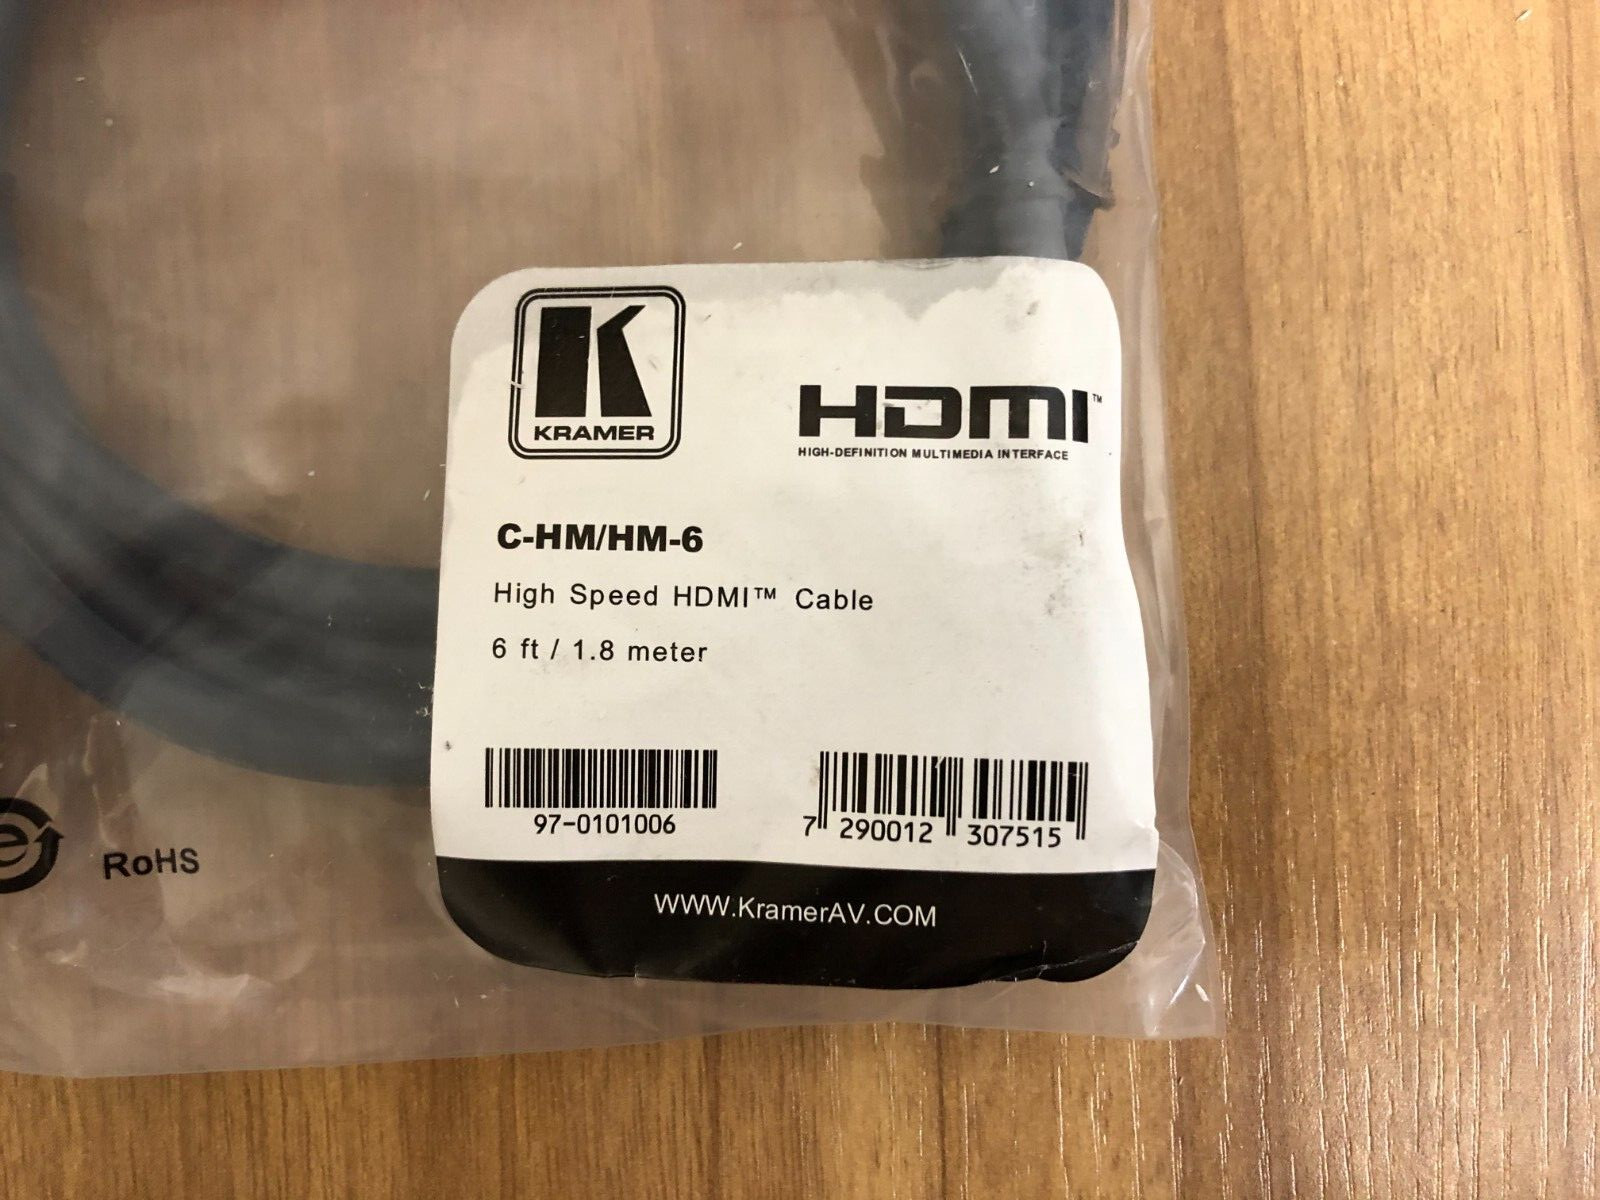 KRAMER
HDMI™
HIGH-DEFINITION MULTIMEDIA INTERFACE
C-HM/HM-6
High Speed HDMI™ Cable
6 ft / 1.8 meter
97-0101006
7 290012 307515
RoHS
WWW.KramerAV.COM